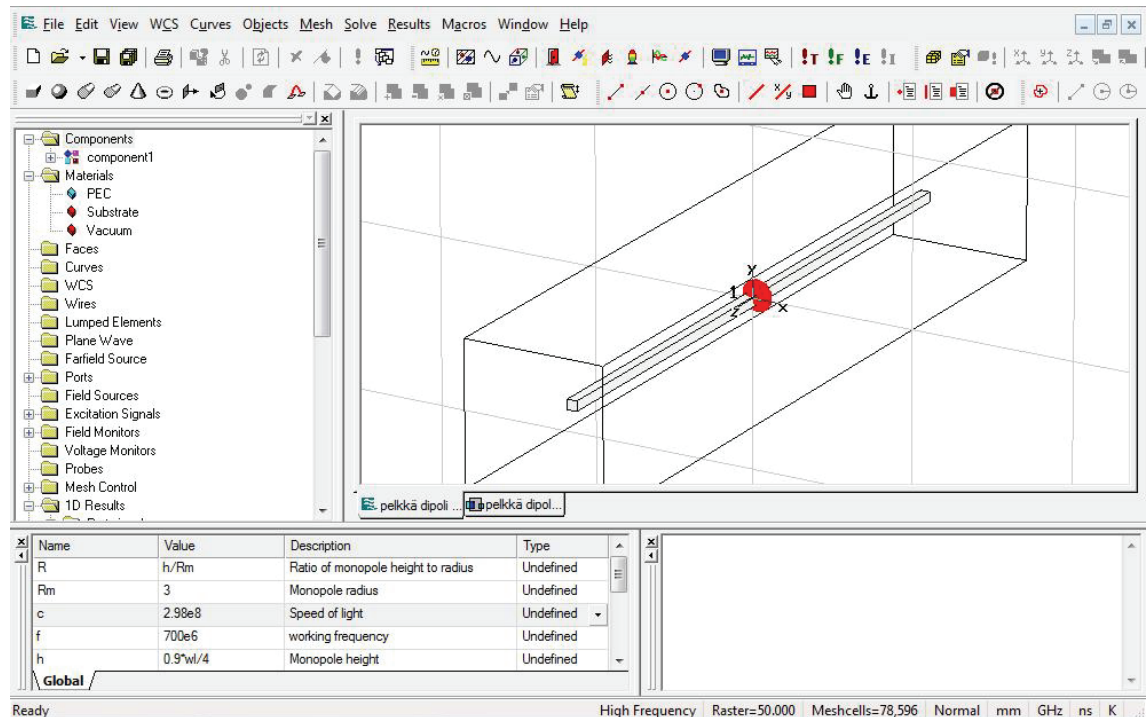 File Edit View WCS Curves Objects Mesh Solve Results Macros Window Help
!T !F !E !I
Components
component1
Materials
PEC
Substrate
Vacuum
Faces
Curves
WCS
Wires
Lumped Elements
Plane Wave
Farfield Source
Ports
Field Sources
Excitation Signals
Field Monitors
Voltage Monitors
Probes
Mesh Control
1D Results
y
1
z x
pelkkä dipoli ... pelkkä dipol...
Name Value Description Type
R h/Rm Ratio of monopole height to radius Undefined
Rm 3 Monopole radius Undefined
c 2.98e8 Speed of light Undefined
f 700e6 working frequency Undefined
h 0.9*wl/4 Monopole height Undefined
Global
Ready High Frequency Raster=50.000 Meshcells=78,596 Normal mm GHz ns K